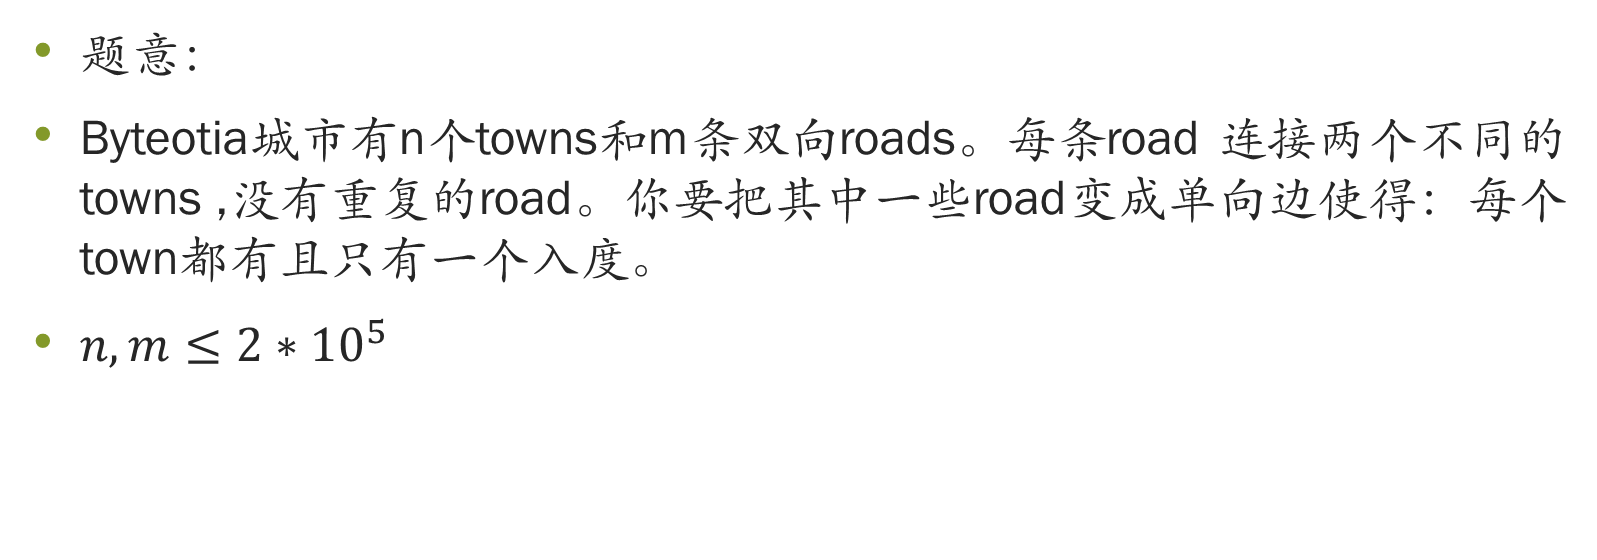 • 题意：
• Byteotia城市有n个towns和m条双向roads。每条road 连接两个不同的
towns ,没有重复的road。你要把其中一些road变成单向边使得：每个
town都有且只有一个入度。
• n, m ≤ 2 * 10⁵